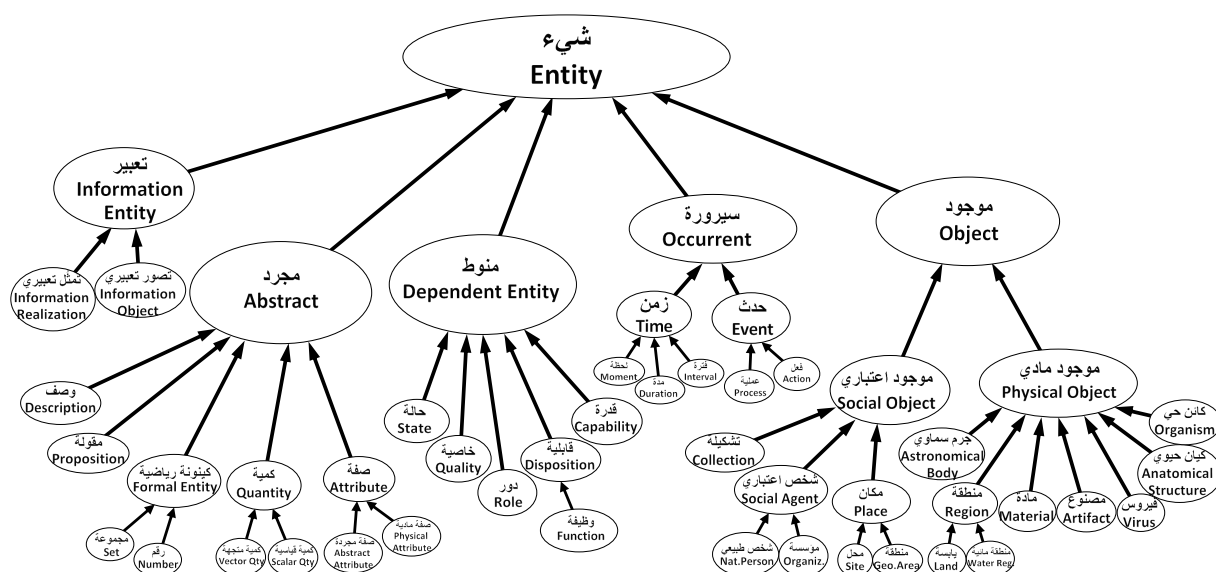 شيء
Entity
تعبير
Information
Entity
موجود
Object
سيرورة
Occurrent
مجرد
Abstract
منوط
Dependent Entity
تمثل تعبيري
Information
Realization
تصور تعبيري
Information
Object
زمن
Time
حدث
Event
لحظة
Moment
مدة
Duration
فترة
Interval
عملية
Process
فعل
Action
موجود اعتباري
Social Object
موجود مادي
Physical Object
وصف
Description
مقولة
Proposition
كينونة رياضية
Formal Entity
كمية
Quantity
صفة
Attribute
حالة
State
خاصية
Quality
دور
Role
قابلية
Disposition
قدرة
Capability
تشكيلة
Collection
شخص اعتباري
Social Agent
مكان
Place
جرم سماوي
Astronomical
Body
منطقة
Region
مادة
Material
مصنوع
Artifact
فيروس
Virus
كيان حيوي
Anatomical
Structure
كائن حي
Organism
مجموعة
Set
رقم
Number
كمية متجهة
Vector Qty
كمية قياسية
Scalar Qty
صفة مجردة
Abstract
Attribute
صفة مادية
Physical
Attribute
وظيفة
Function
شخص طبيعي
Nat.Person
مؤسسة
Organiz.
محل
Site
منطقة
Geo.Area
يابسة
Land
منطقة مائية
Water Reg.